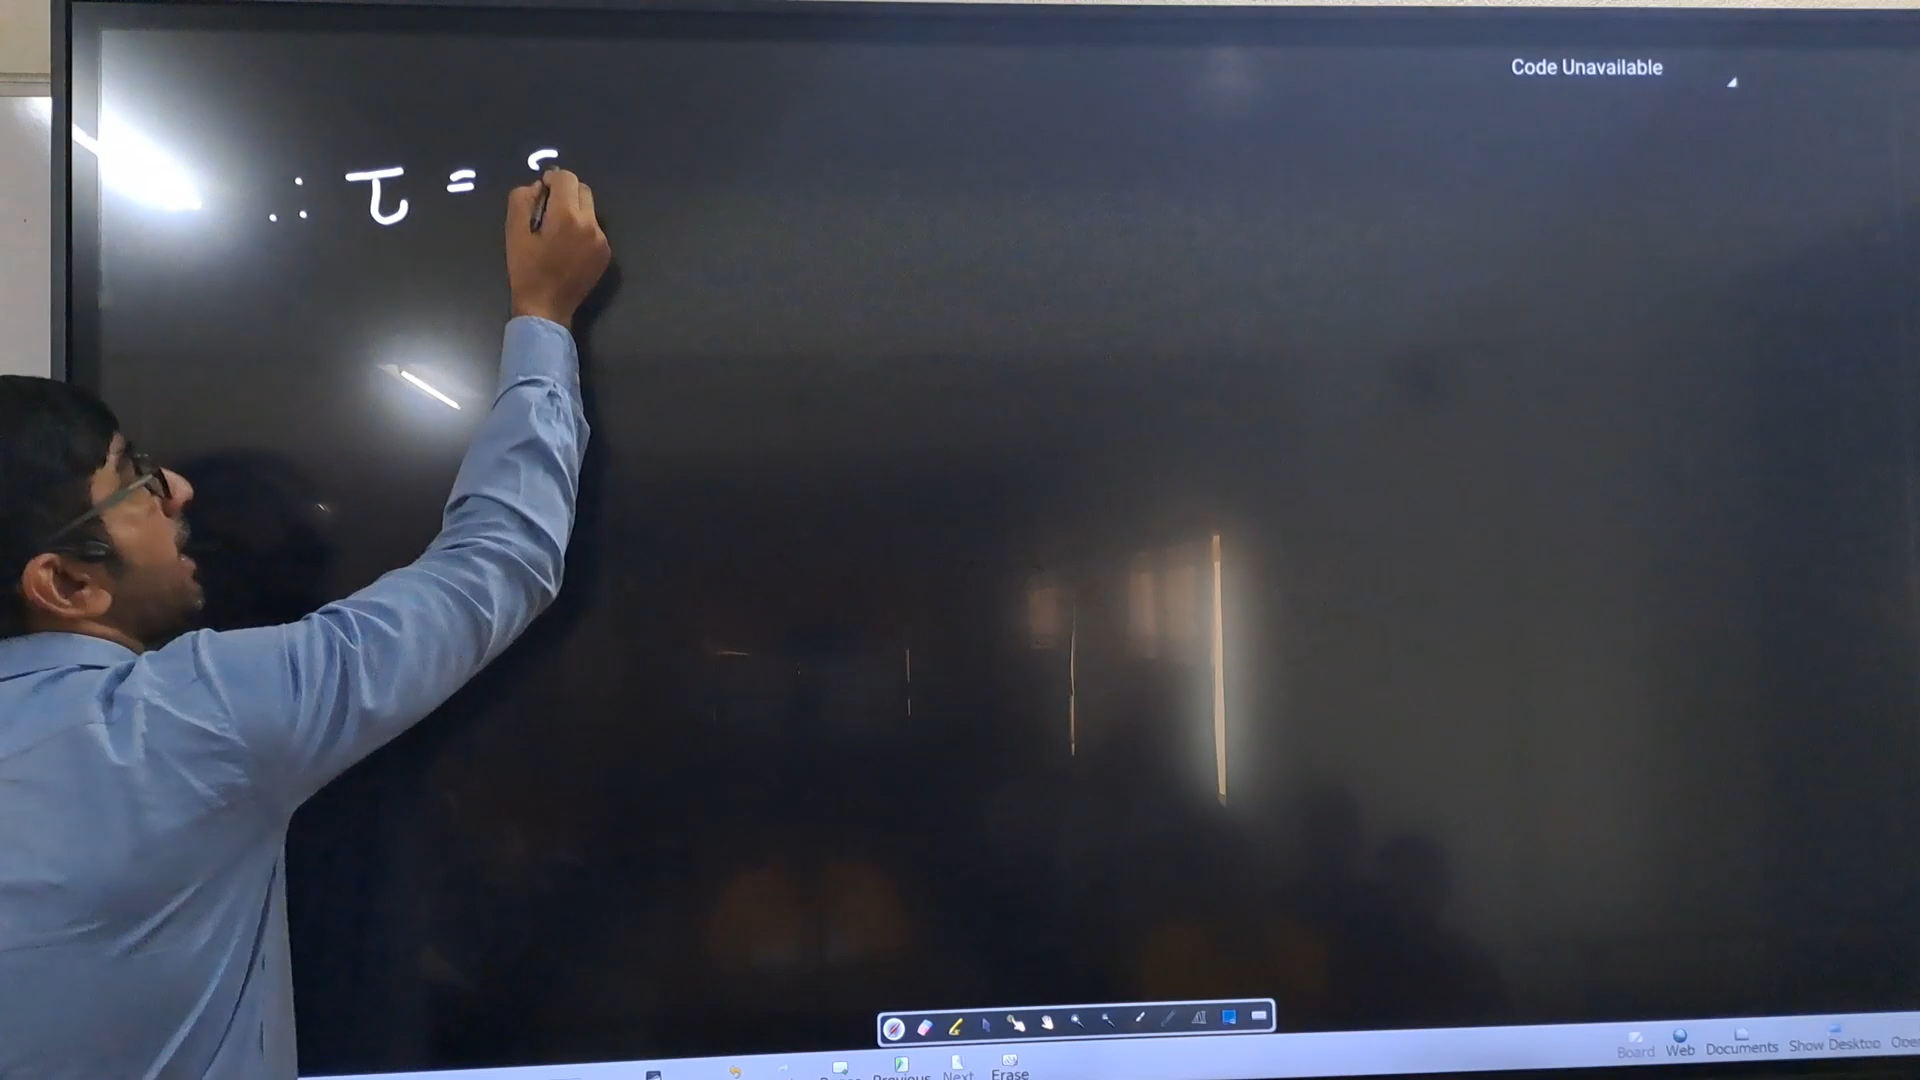 Code Unavailable
∴ τ =
Board Web Documents Show Desktop
Previous Next Erase